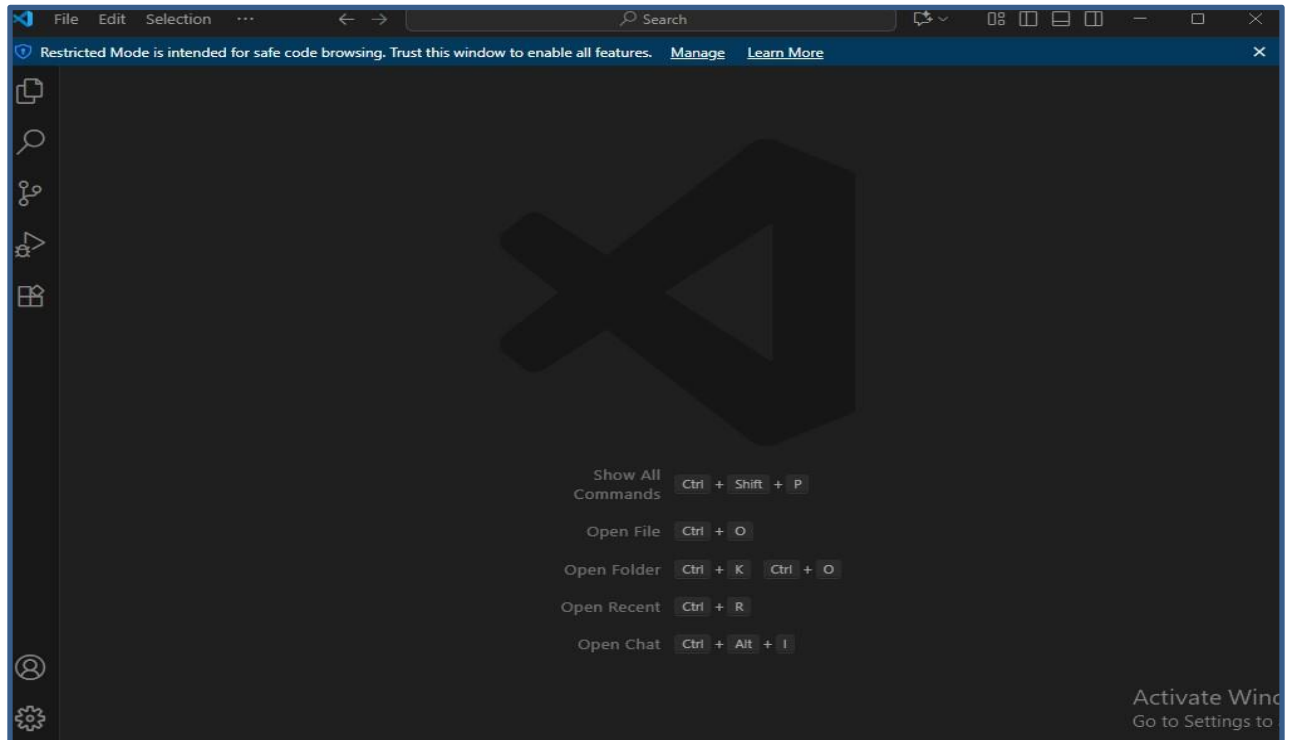 File Edit Selection ··· Search
Restricted Mode is intended for safe code browsing. Trust this window to enable all features. Manage Learn More
Show All
Commands Ctrl + Shift + P
Open File Ctrl + O
Open Folder Ctrl + K Ctrl + O
Open Recent Ctrl + R
Open Chat Ctrl + Alt + I
Activate Winc
Go to Settings to